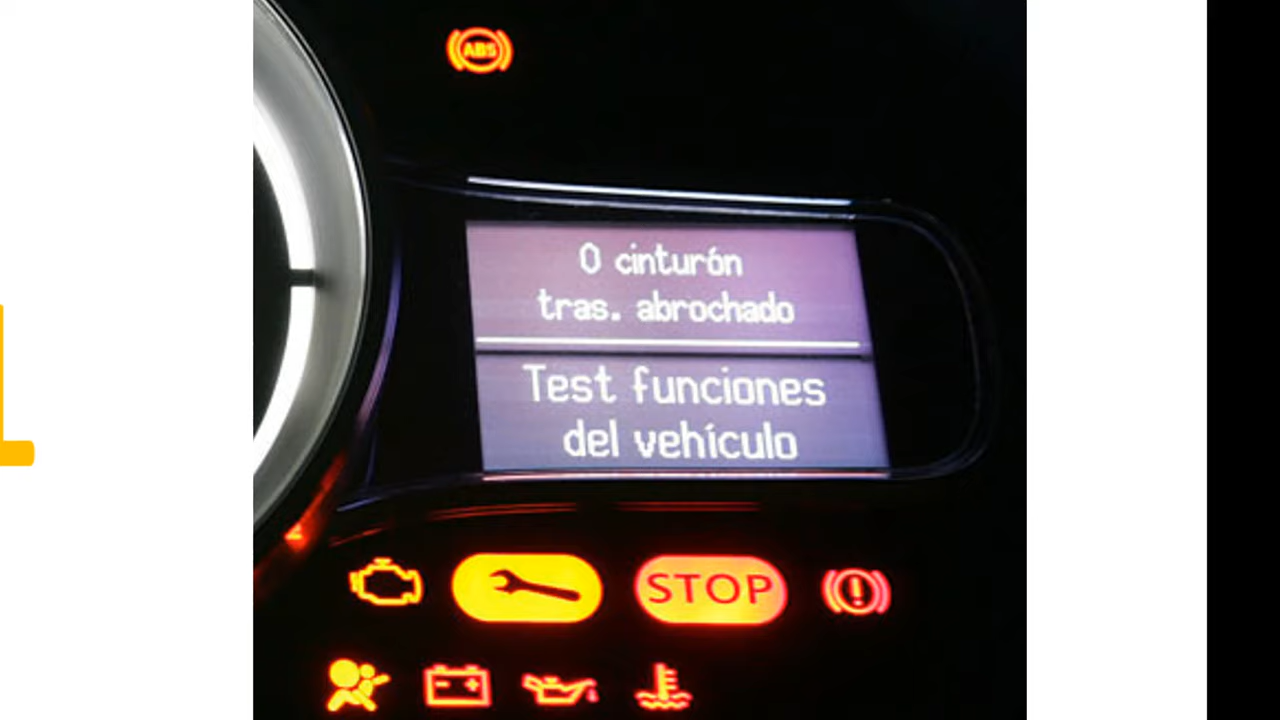 ABS
0 cinturón
tras. abrochado
Test funciones
del vehículo
STOP